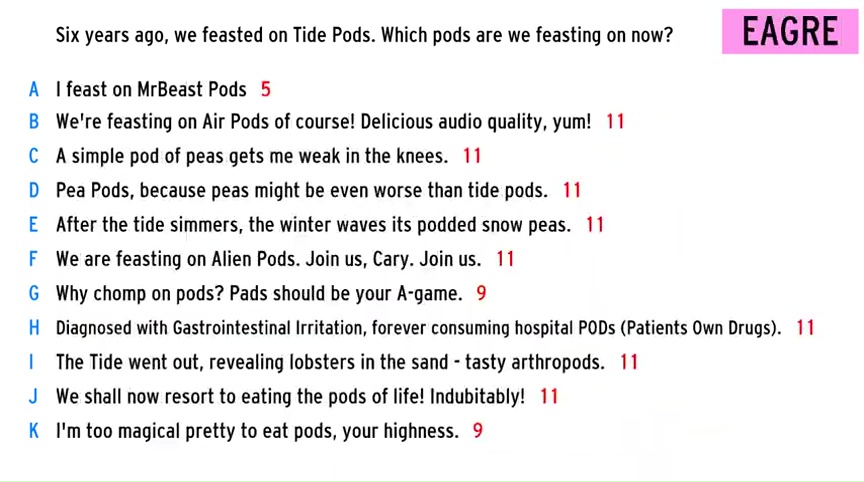 Six years ago, we feasted on Tide Pods. Which pods are we feasting on now?
EAGRE
A I feast on MrBeast Pods 5
B We're feasting on Air Pods of course! Delicious audio quality, yum! 11
C A simple pod of peas gets me weak in the knees. 11
D Pea Pods, because peas might be even worse than tide pods. 11
E After the tide simmers, the winter waves its podded snow peas. 11
F We are feasting on Alien Pods. Join us, Cary. Join us. 11
G Why chomp on pods? Pads should be your A-game. 9
H Diagnosed with Gastrointestinal Irritation, forever consuming hospital PODs (Patients Own Drugs). 11
I The Tide went out, revealing lobsters in the sand - tasty arthropods. 11
J We shall now resort to eating the pods of life! Indubitably! 11
K I'm too magical pretty to eat pods, your highness. 9